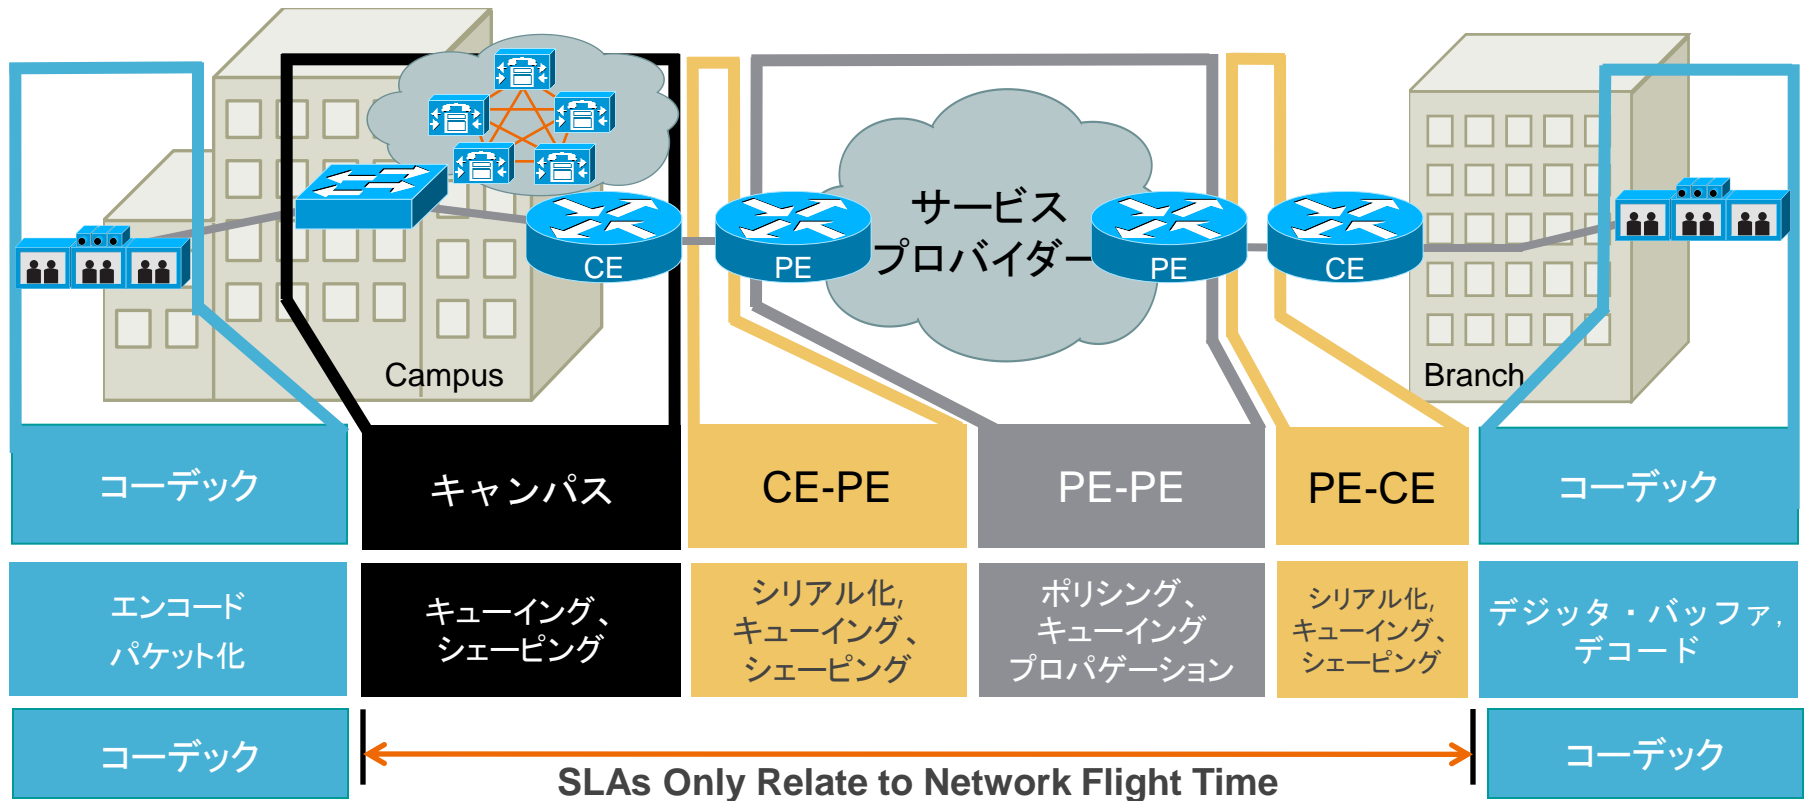 サービス
プロバイダー
CE
PE
PE
CE
Campus
Branch
コーデック
キャンパス
CE-PE
PE-PE
PE-CE
コーデック
エンコード
パケット化
キューイング、
シェーピング
シリアル化,
キューイング、
シェーピング
ポリシング、
キューイング
プロパゲーション
シリアル化,
キューイング、
シェーピング
デジッタ・バッファ,
デコード
コーデック
SLAs Only Relate to Network Flight Time
コーデック